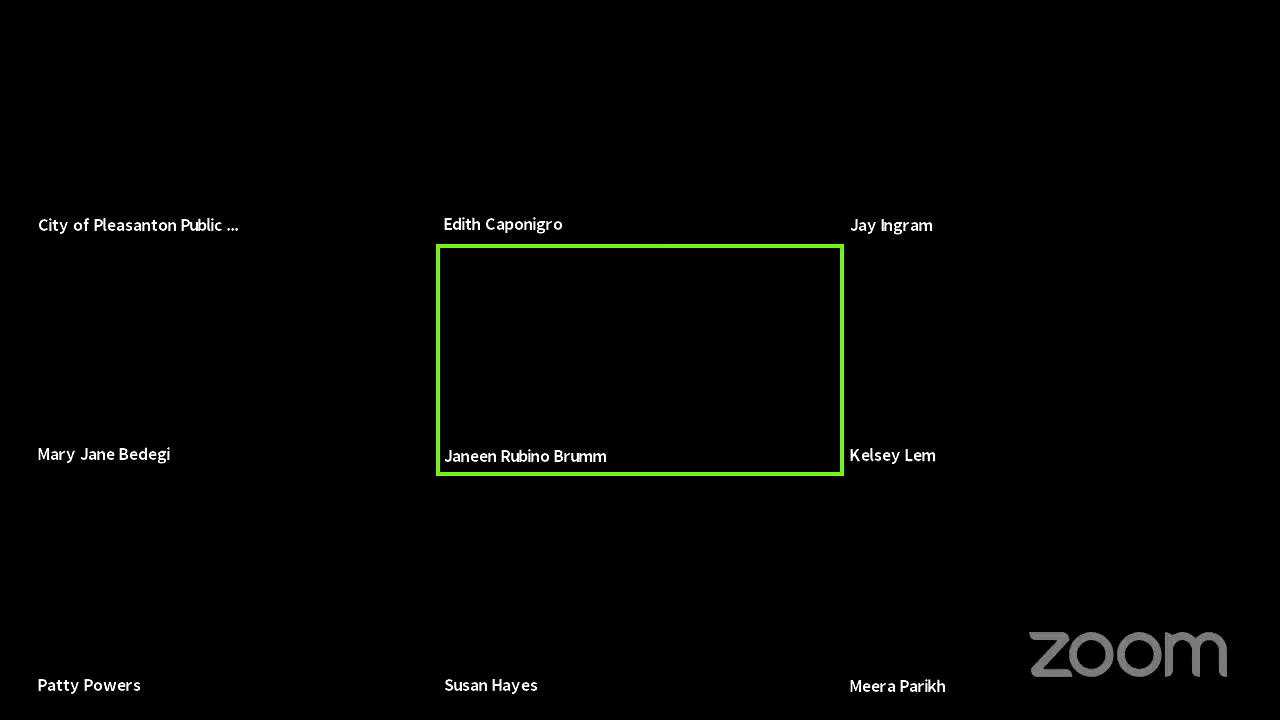 City of Pleasanton Public ...
Edith Caponigro
Jay Ingram
Mary Jane Bedegi
Janeen Rubino Brumm
Kelsey Lem
Patty Powers
Susan Hayes
Meera Parikh
zoom